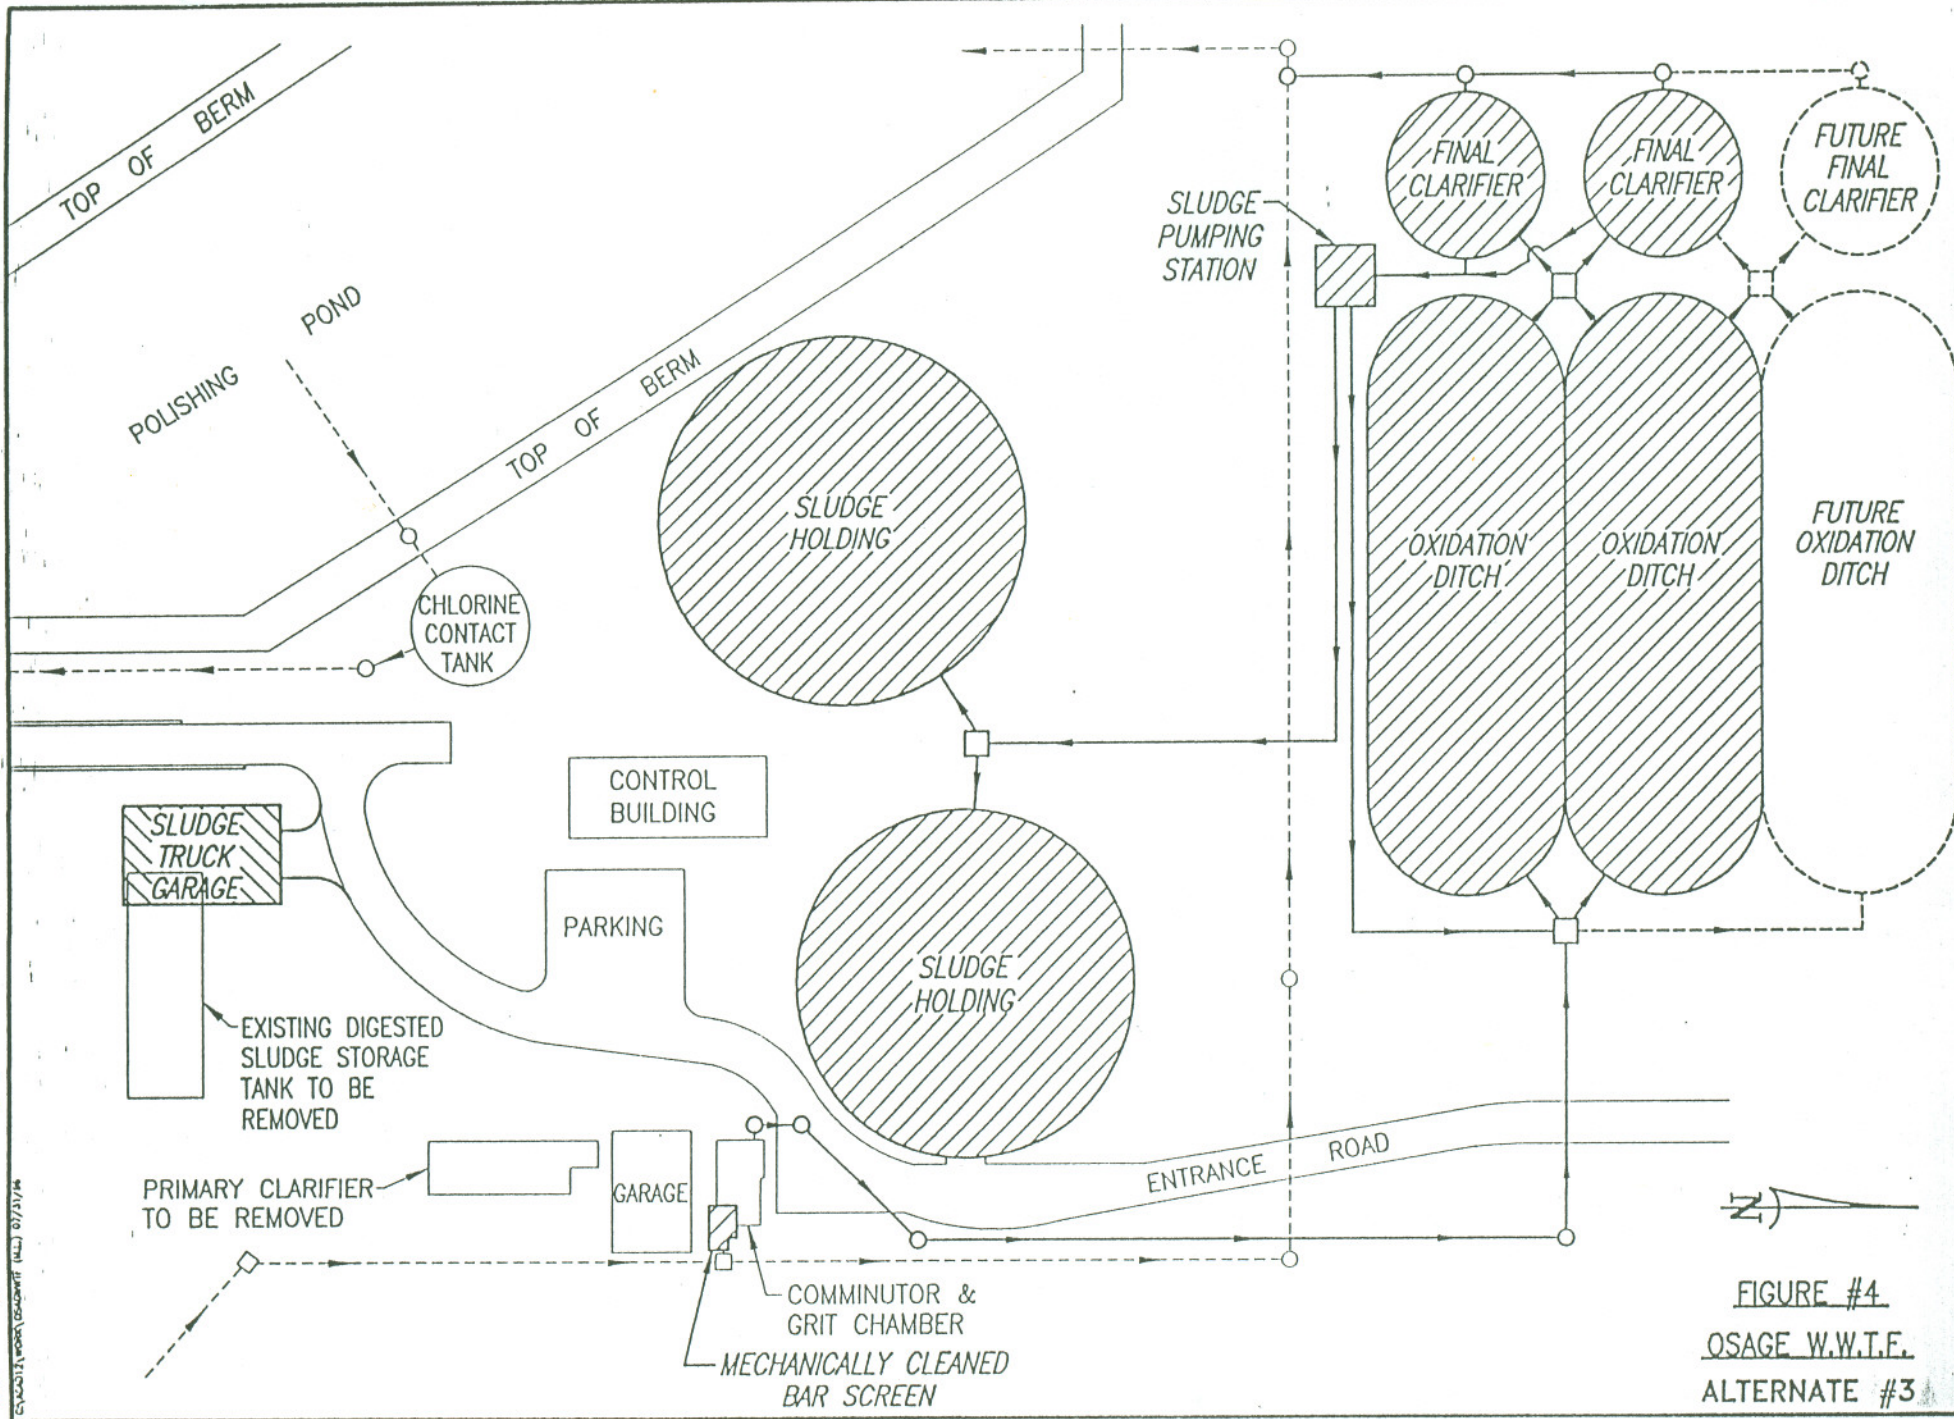 TOP OF BERM
POLISHING POND
TOP OF BERM
CHLORINE
CONTACT
TANK
SLUDGE
HOLDING
SLUDGE
PUMPING
STATION
FINAL
CLARIFIER
FINAL
CLARIFIER
FUTURE
FINAL
CLARIFIER
OXIDATION
DITCH
OXIDATION
DITCH
FUTURE
OXIDATION
DITCH
CONTROL
BUILDING
SLUDGE
TRUCK
GARAGE
PARKING
SLUDGE
HOLDING
EXISTING DIGESTED
SLUDGE STORAGE
TANK TO BE
REMOVED
PRIMARY CLARIFIER
TO BE REMOVED
GARAGE
ENTRANCE ROAD
COMMINUTOR &
GRIT CHAMBER
MECHANICALLY CLEANED
BAR SCREEN
N
FIGURE #4
OSAGE W.W.T.F.
ALTERNATE #3